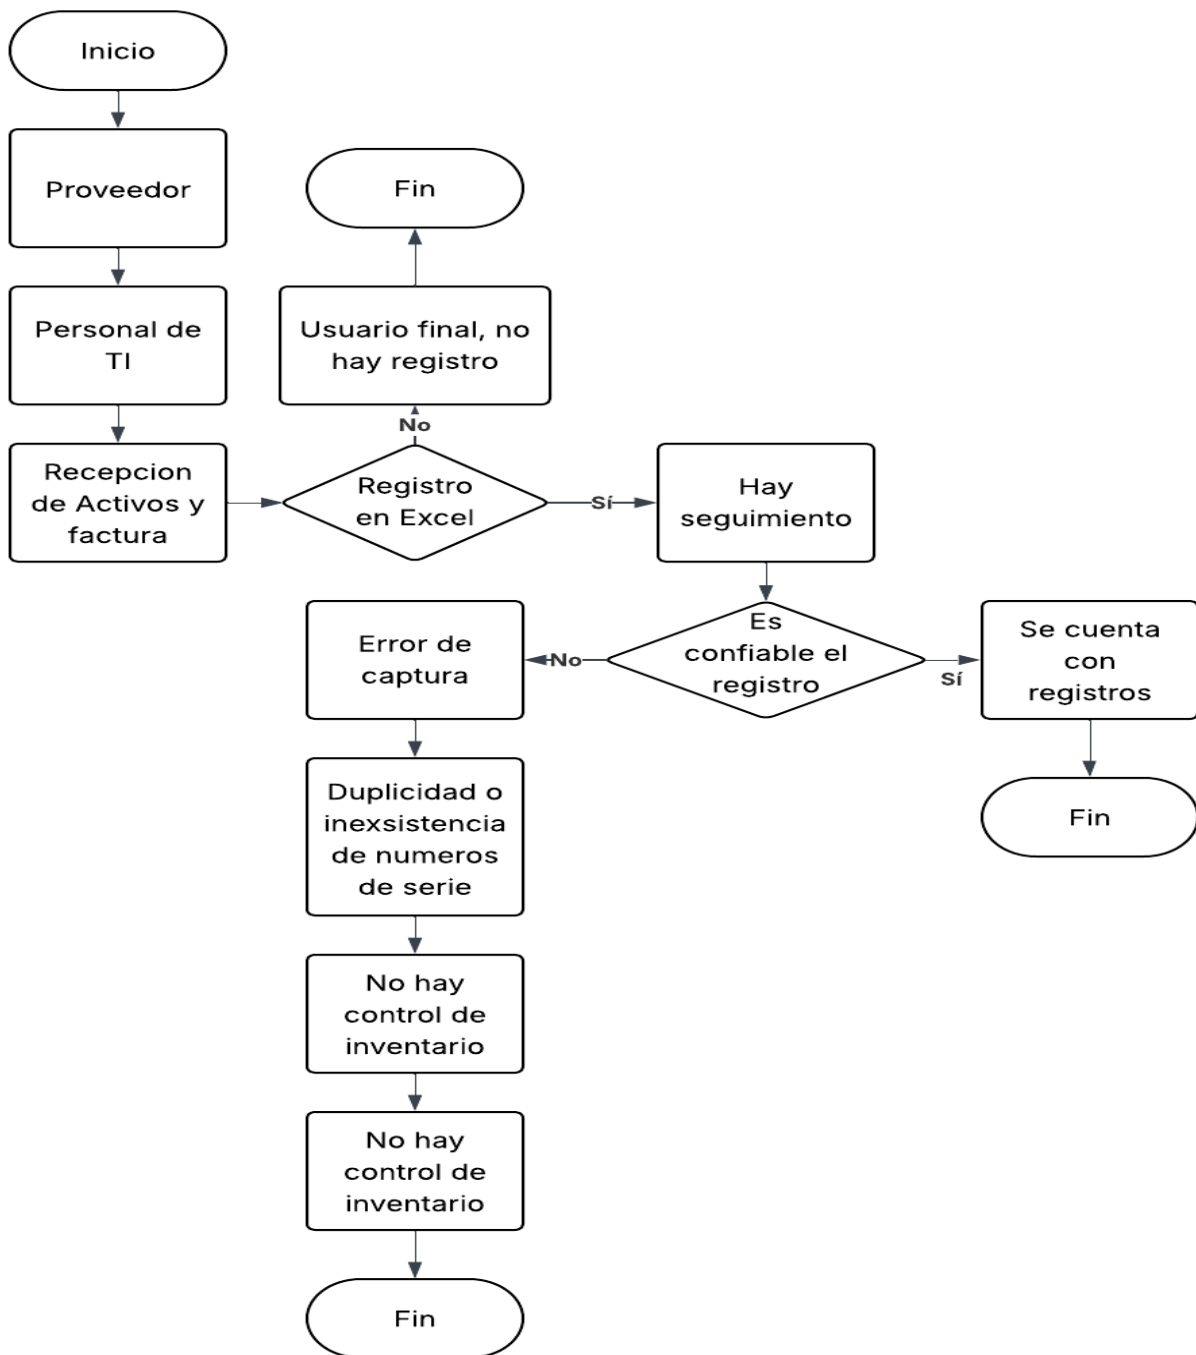 Inicio
Proveedor
Personal de
TI
Recepcion
de Activos y
factura
Registro
en Excel
No
Usuario final, no
hay registro
Fin
Sí
Hay
seguimiento
Es
confiable el
registro
Sí
Se cuenta
con
registros
Fin
No
Error de
captura
Duplicidad o
inexsistencia
de numeros
de serie
No hay
control de
inventario
No hay
control de
inventario
Fin